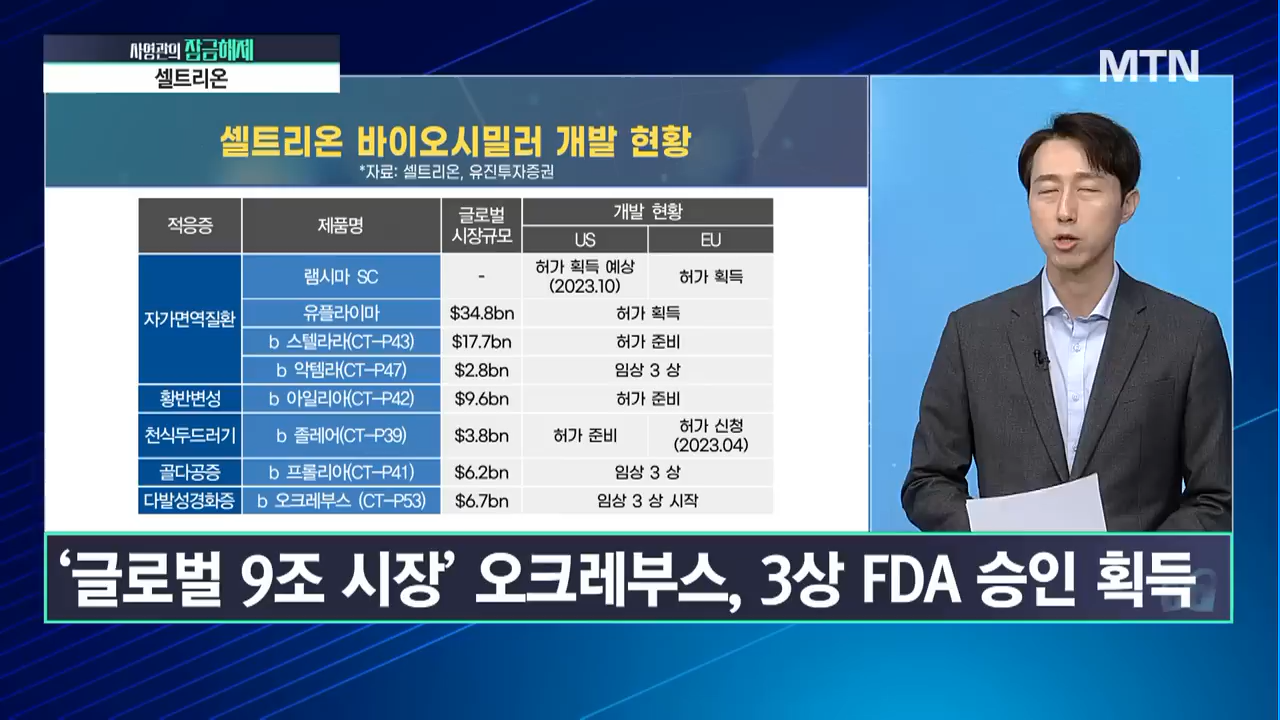 사영관의 잠금해제
셀트리온
MTN
셀트리온 바이오시밀러 개발 현황
*자료: 셀트리온, 유진투자증권
적응증 제품명 글로벌 시장규모 개발 현황
US EU
자가면역질환 램시마 SC - 허가 획득 예상 (2023.10) 허가 획득
유플라이마 $34.8bn 허가 획득
b 스텔라라(CT-P43) $17.7bn 허가 준비
b 악템라(CT-P47) $2.8bn 임상 3 상
황반변성 b 아일리아(CT-P42) $9.6bn 허가 준비
천식두드러기 b 졸레어(CT-P39) $3.8bn 허가 준비 허가 신청 (2023.04)
골다공증 b 프롤리아(CT-P41) $6.2bn 임상 3 상
다발성경화증 b 오크레부스 (CT-P53) $6.7bn 임상 3 상 시작
‘글로벌 9조 시장’ 오크레부스, 3상 FDA 승인 획득